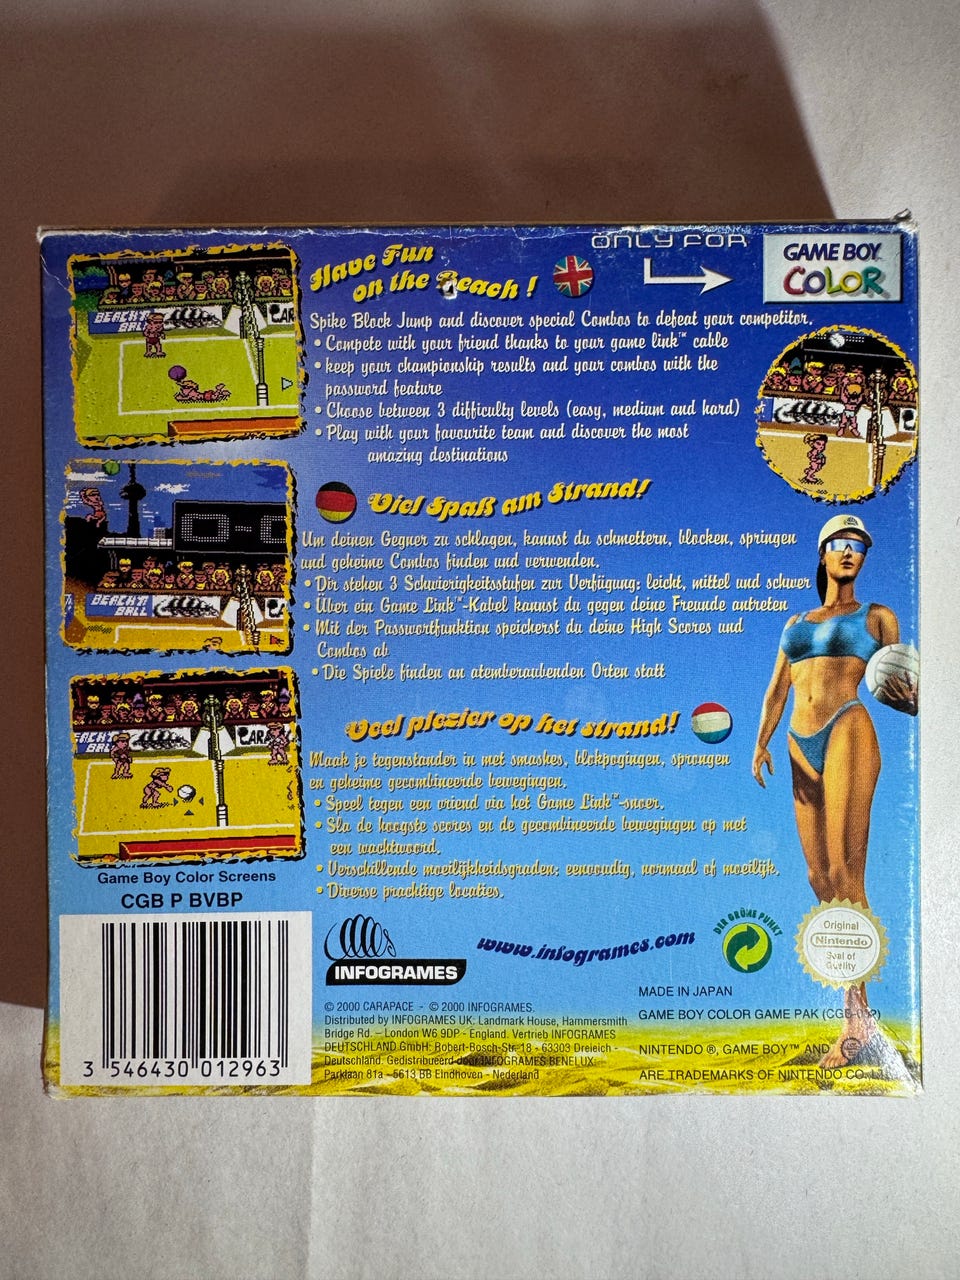 Have Fun
on the Beach !
ONLY FOR
GAME BOY
COLOR
Spike Block Jump and discover special Combos to defeat your competitor.
• Compete with your friend thanks to your game link™ cable
• keep your championship results and your combos with the
password feature
• Choose between 3 difficulty levels (easy, medium and hard)
• Play with your favourite team and discover the most
amazing destinations
BEACH'N
BALL
Viel Spaß am Strand!
Um deinen Gegner zu schlagen, kannst du schmettern, blocken, springen
und geheime Combos finden und verwenden.
• Dir stehen 3 Schwierigkeitsstufen zur Verfügung: leicht, mittel und schwer
• Über ein Game Link™-Kabel kannst du gegen deine Freunde antreten
• Mit der Passwortfunktion speicherst du deine High Scores und
Combos ab
• Die Spiele finden an atemberaubenden Orten statt
BEACH'N
BALL
Veel plezier op het strand!
Maak je tegenstander in met smashes, blokpogingen, sprongen
en geheime gecombineerde bewegingen.
• Speel tegen een vriend via het Game Link™-snoer.
• Sla de hoogste scores en de gecombineerde bewegingen op met
een wachtwoord.
• Verschillende moeilijkheidsgraden: eenvoudig, normaal of moeilijk.
• Diverse prachtige locaties.
Game Boy Color Screens
CGB P BVBP
3 546430 012963
INFOGRAMES
www.infogrames.com
DER GRÜNE PUNKT
Original
Nintendo
Seal of
Quality
© 2000 CARAPACE - © 2000 INFOGRAMES.
Distributed by INFOGRAMES UK: Landmark House, Hammersmith
Bridge Rd. – London W6 9DP - England. Vertrieb INFOGRAMES
DEUTSCHLAND GmbH: Robert-Bosch-Str. 18 - 63303 Dreieich -
Deutschland. Gedistribueerd door INFOGRAMES BENELUX
Parklaan 81a - 5613 BB Eindhoven - Nederland
MADE IN JAPAN
GAME BOY COLOR GAME PAK (CGB-012)
NINTENDO ®, GAME BOY™ AND
ARE TRADEMARKS OF NINTENDO CO.